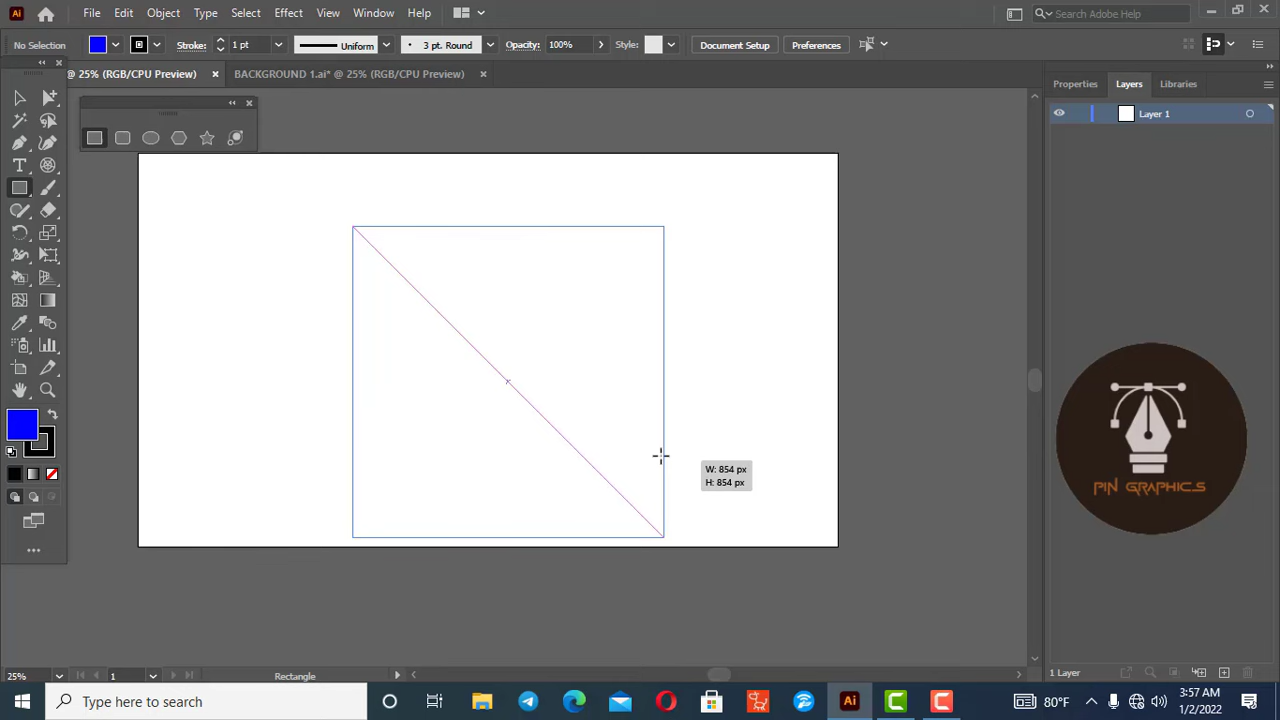 Ai File Edit Object Type Select Effect View Window Help Search Adobe Help
No Selection Stroke: 1 pt Uniform 3 pt. Round Opacity: 100% Style: Document Setup Preferences
@ 25% (RGB/CPU Preview) × BACKGROUND 1.ai* @ 25% (RGB/CPU Preview) ×
Properties Layers Libraries
Layer 1
W: 854 px
H: 854 px
PIN GRAPHICS
25% 1 Rectangle 1 Layer
Type here to search Ai 80°F 3:57 AM
1/2/2022